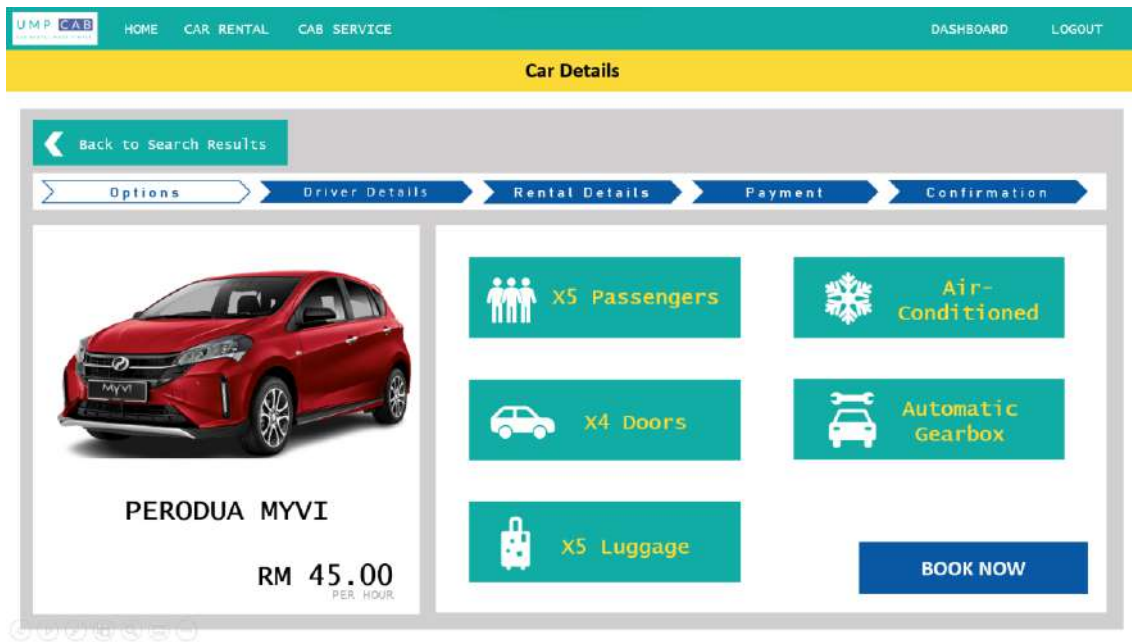 UMP CAB
HOME CAR RENTAL CAB SERVICE DASHBOARD LOGOUT
Car Details
Back to Search Results
Options Driver Details Rental Details Payment Confirmation
MYVI
PERODUA MYVI
RM 45.00
PER HOUR
X5 Passengers
Air-
Conditioned
X4 Doors
Automatic
Gearbox
X5 Luggage
BOOK NOW